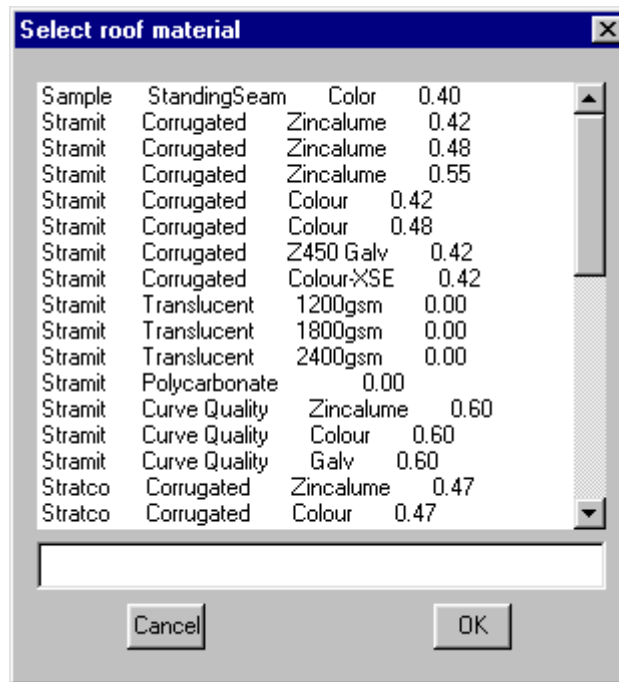 Select roof material
Sample StandingSeam Color 0.40
Stramit Corrugated Zincalume 0.42
Stramit Corrugated Zincalume 0.48
Stramit Corrugated Zincalume 0.55
Stramit Corrugated Colour 0.42
Stramit Corrugated Colour 0.48
Stramit Corrugated Z450 Galv 0.42
Stramit Corrugated Colour-XSE 0.42
Stramit Translucent 1200gsm 0.00
Stramit Translucent 1800gsm 0.00
Stramit Translucent 2400gsm 0.00
Stramit Polycarbonate 0.00
Stramit Curve Quality Zincalume 0.60
Stramit Curve Quality Colour 0.60
Stramit Curve Quality Galv 0.60
Stratco Corrugated Zincalume 0.47
Stratco Corrugated Colour 0.47
Cancel OK